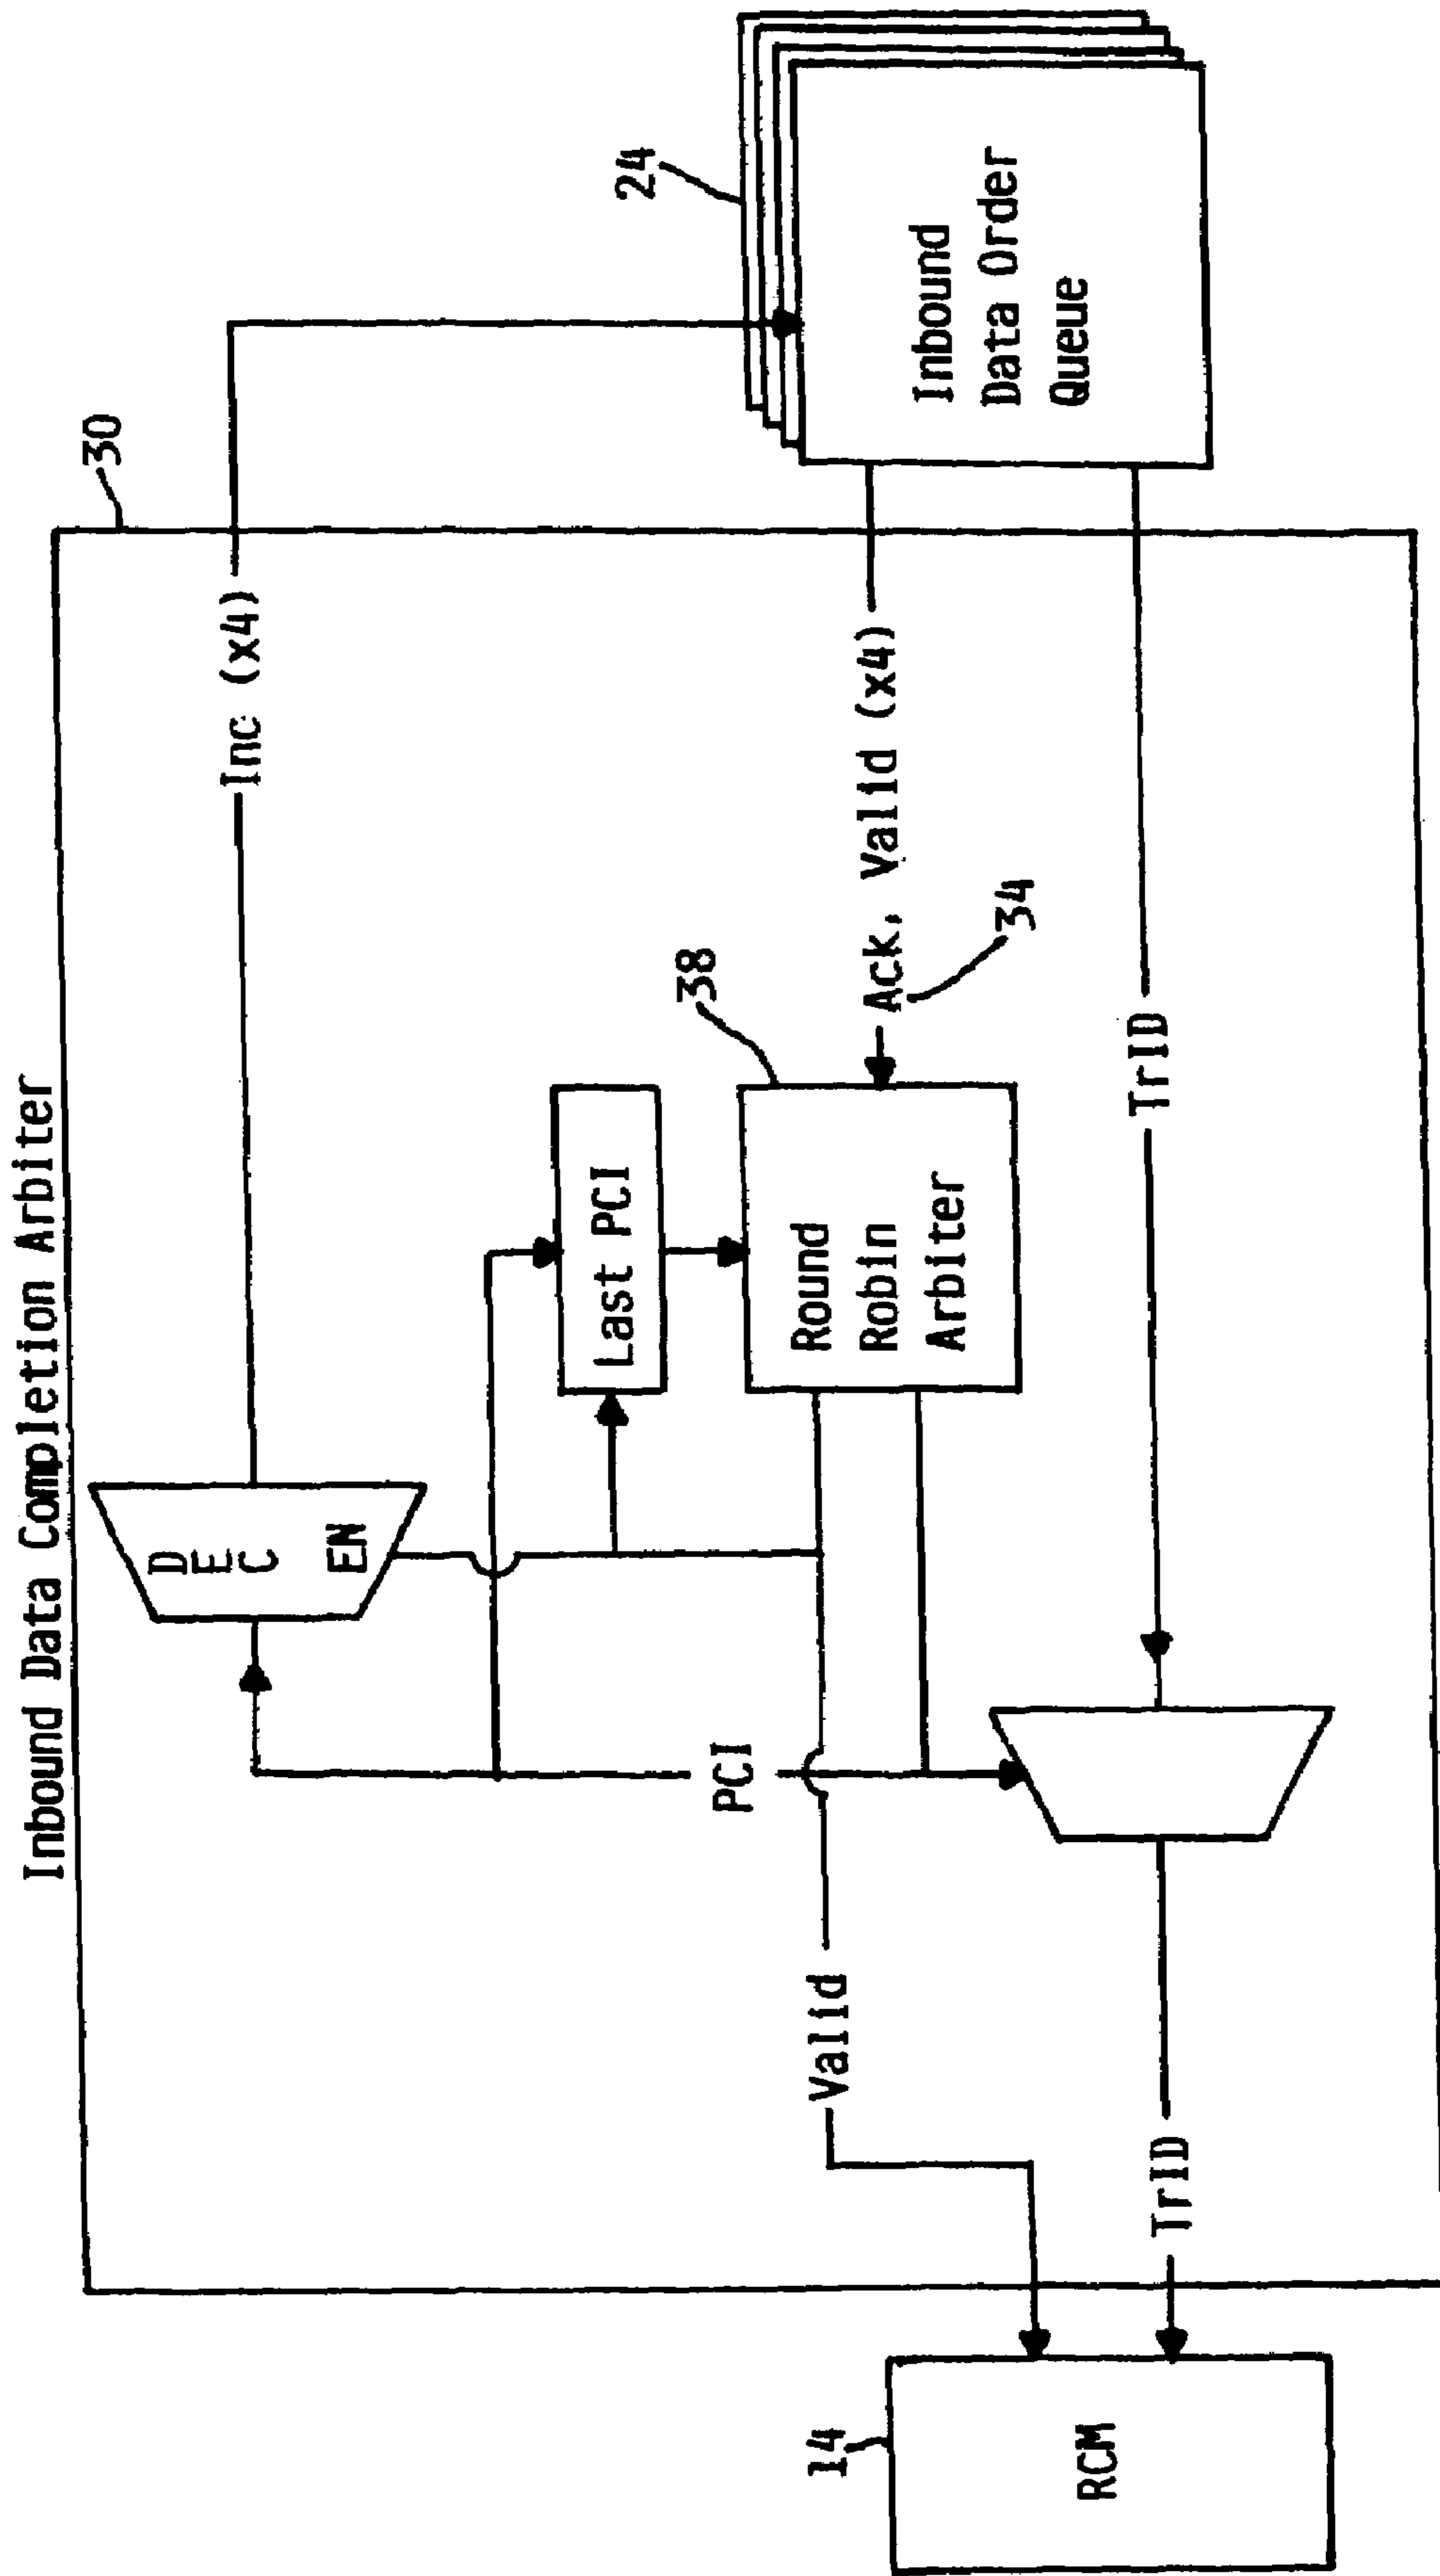 Inbound Data Completion Arbiter
30
24
DEC
EN
Inc (x4)
Last PCI
PCI
38
Round
Robin
Arbiter
Ack, Valid (x4)
34
Inbound
Data Order
Queue
Valid
TrID
TrID
14
RCM